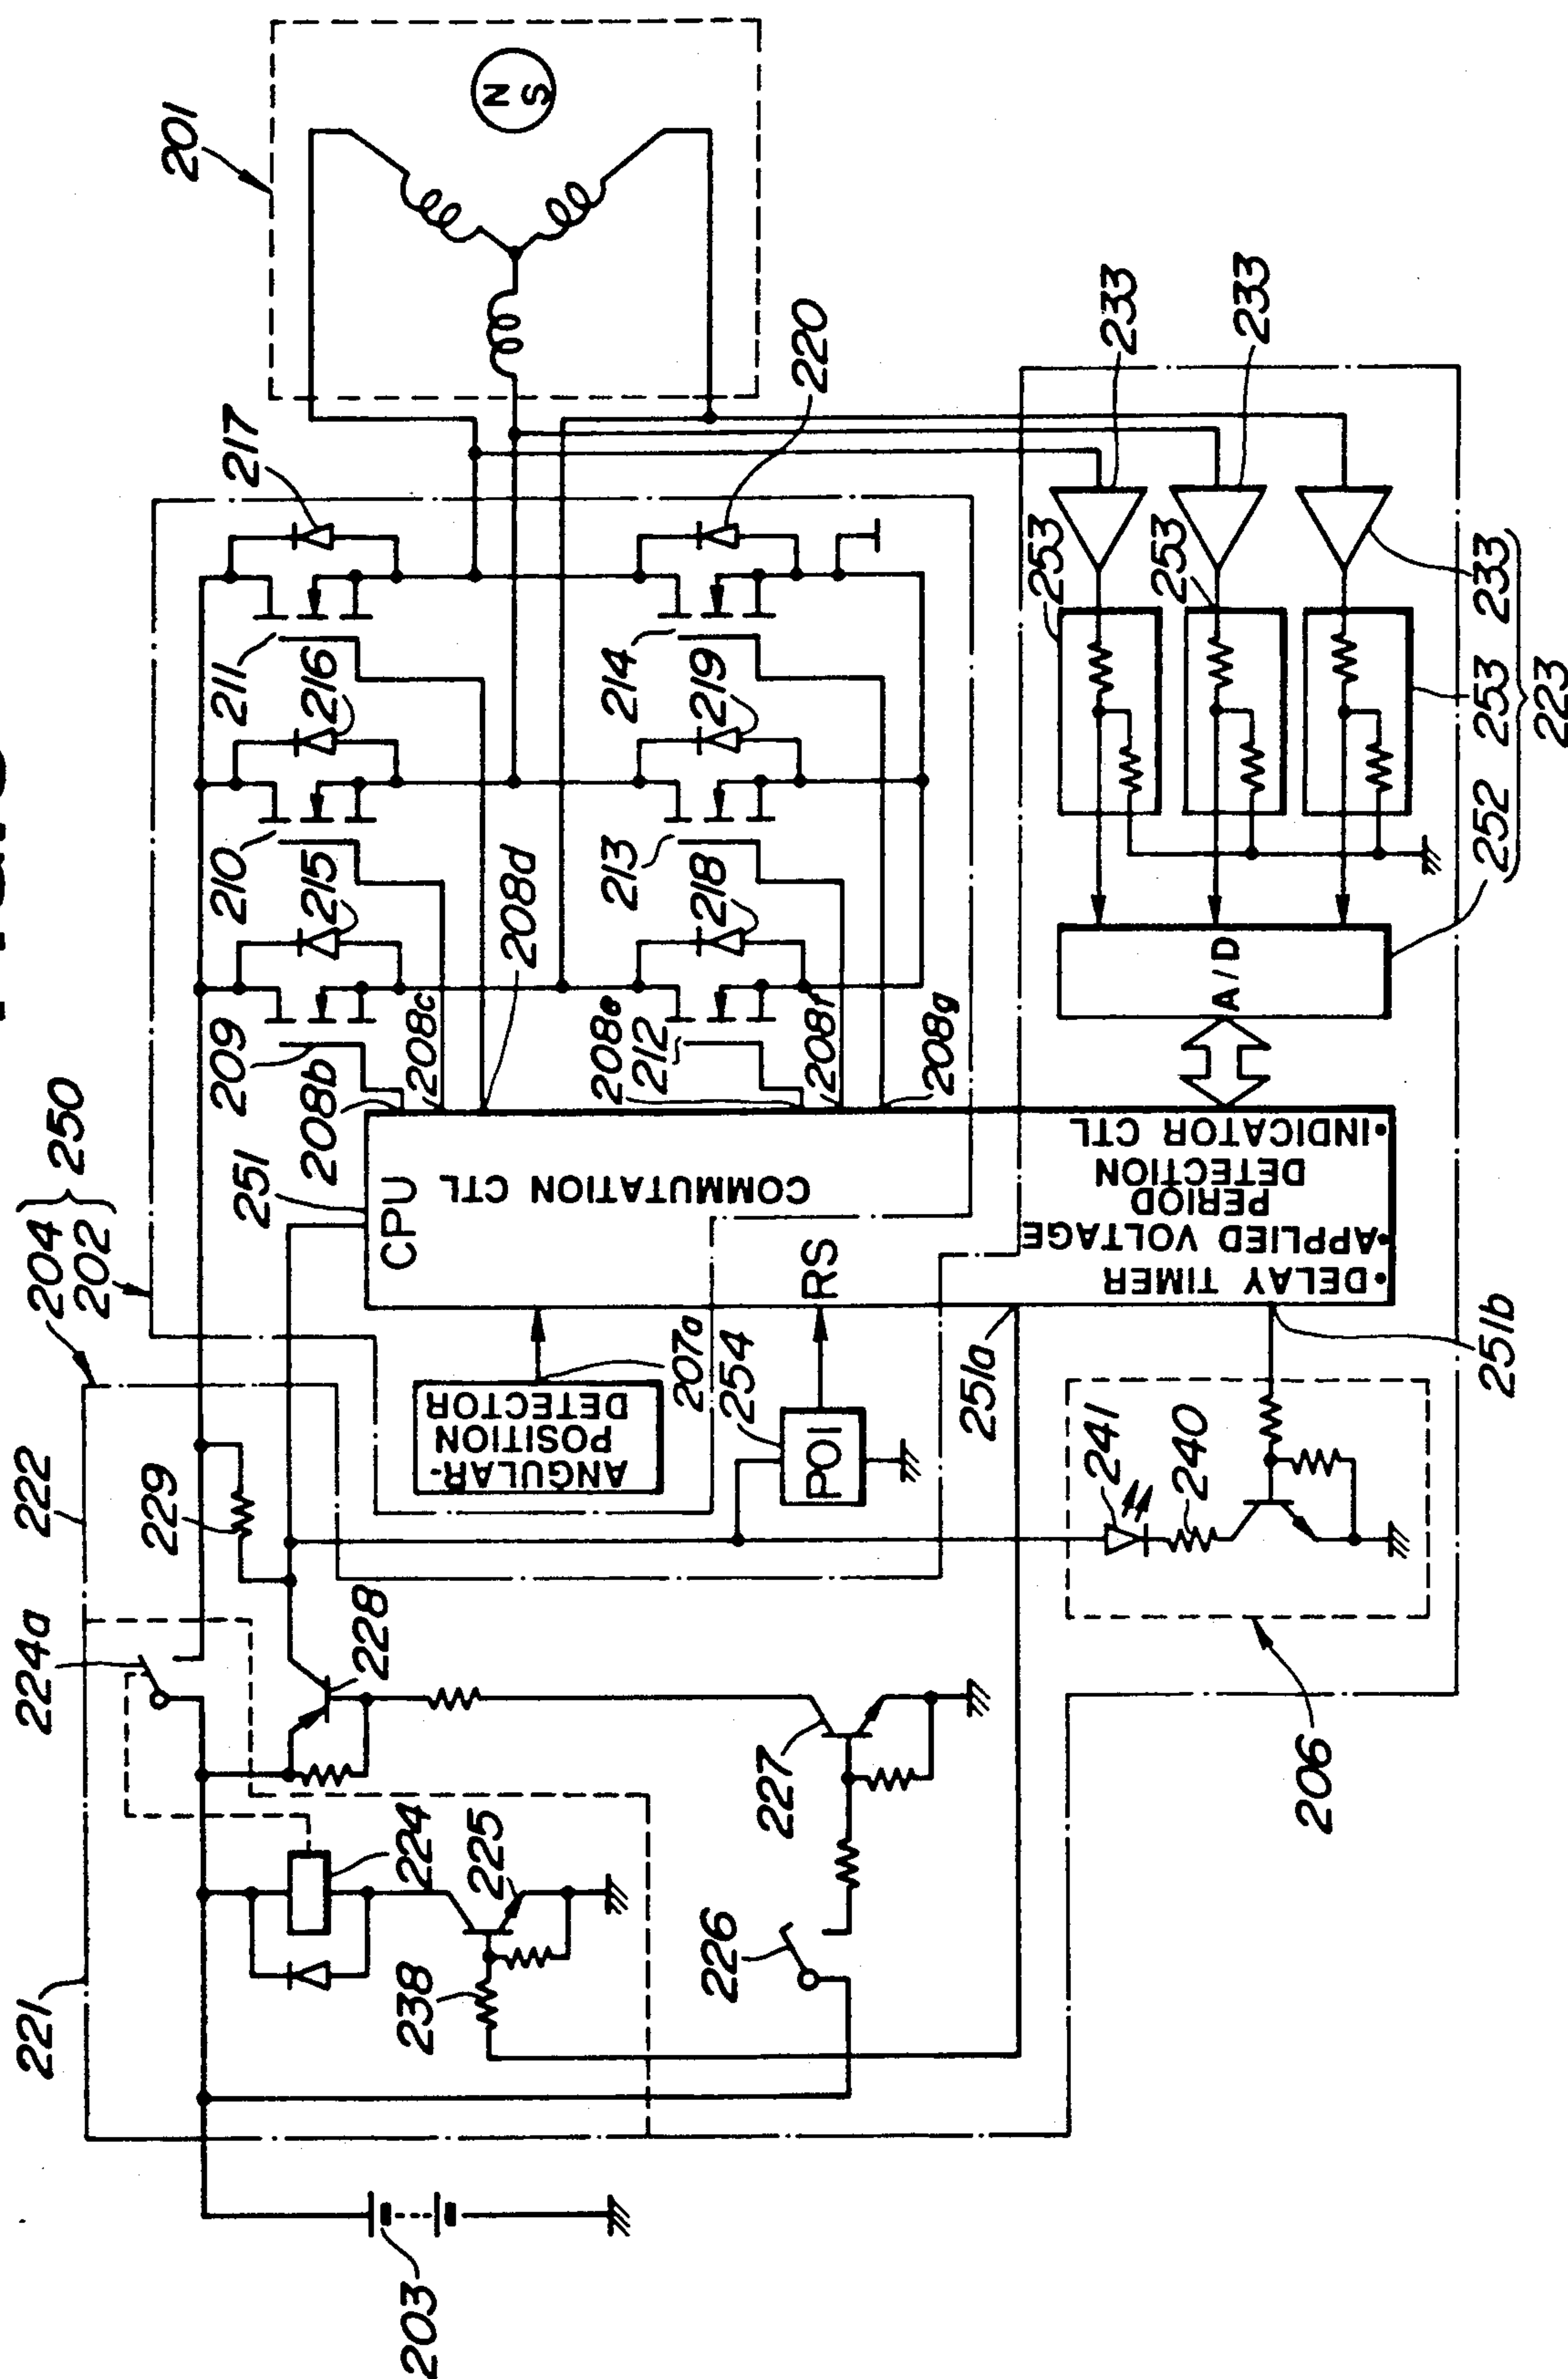 201
N S
217
220
211
216
214
219
210
215
213
218
209
208b
208c
208d
208e
212
208f
208g
204
202
250
251
CPU
COMMUTATION CTL
• DELAY TIMER
• APPLIED VOLTAGE
PERIOD
DETECTION
• INDICATOR CTL
RS
ANGULAR-
POSITION
DETECTOR
207a
254
POI
251a
251b
222
229
224a
228
221
224
225
238
226
227
203
241
240
206
233
233
253
253
A/D
252 253 233
223